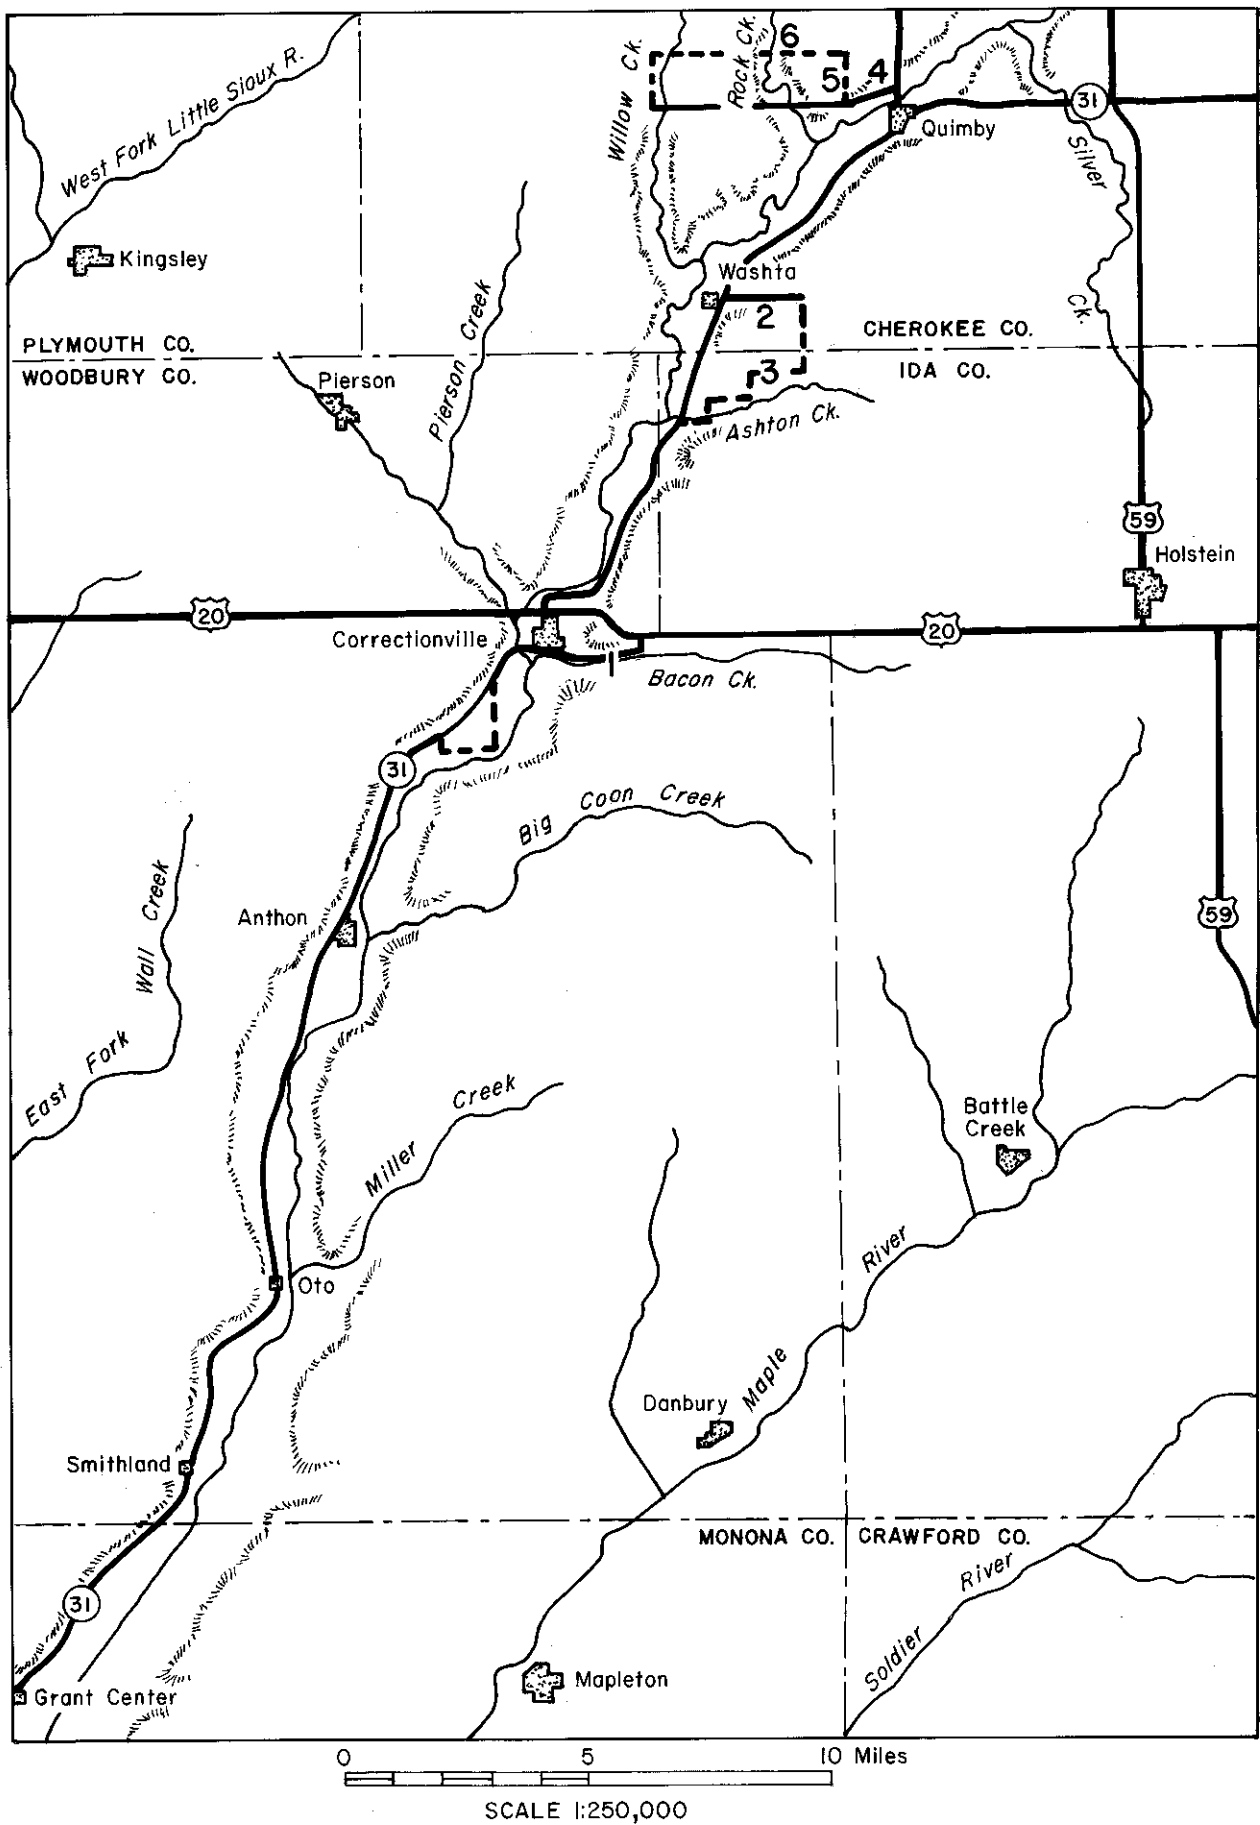 6
5
4
31
Willow Ck.
Rock Ck.
West Fork Little Sioux R.
Quimby
Silver Ck.
Kingsley
Washta
2
Pierson Creek
PLYMOUTH CO.
CHEROKEE CO.
WOODBURY CO.
IDA CO.
Pierson
3
Ashton Ck.
59
Holstein
20
20
Correctionville
1
Bacon Ck.
31
Big Coon Creek
Anthon
59
East Fork Wall Creek
Miller Creek
Battle
Creek
Oto
Maple River
Danbury
Smithland
MONONA CO.
CRAWFORD CO.
31
Soldier River
Mapleton
Grant Center
0 5 10 Miles
SCALE 1:250,000